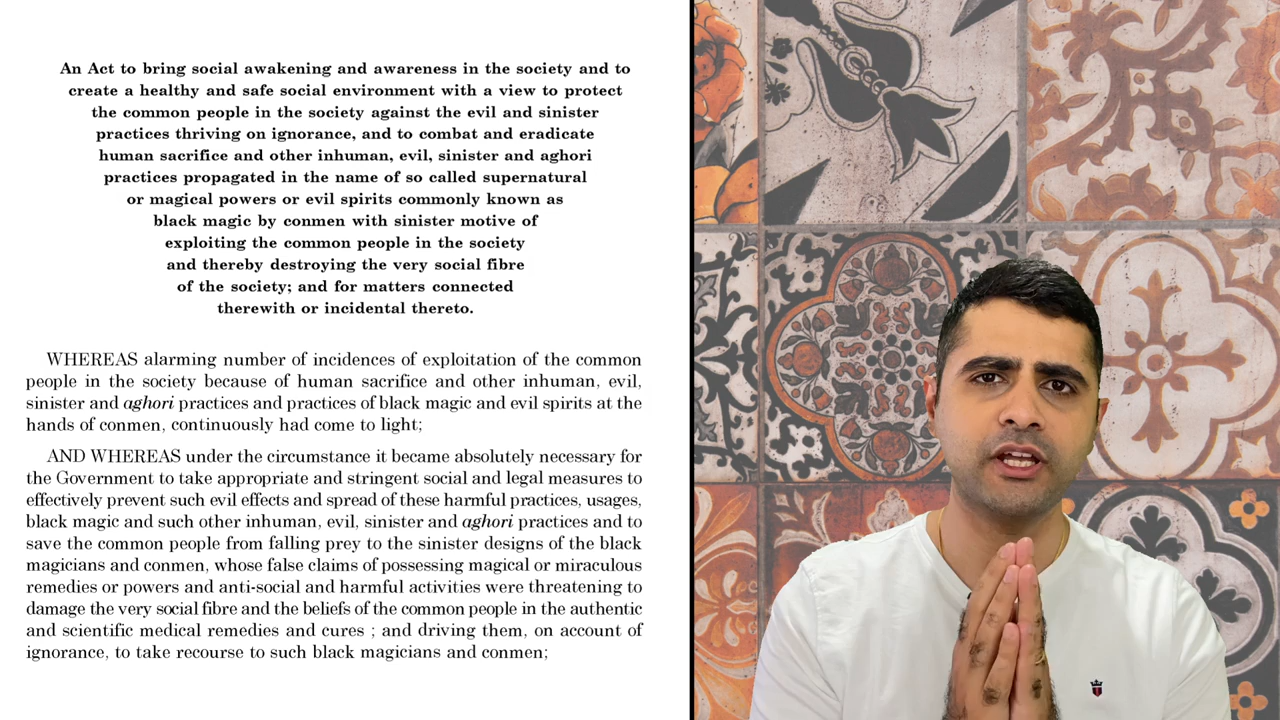 An Act to bring social awakening and awareness in the society and to
create a healthy and safe social environment with a view to protect
the common people in the society against the evil and sinister
practices thriving on ignorance, and to combat and eradicate
human sacrifice and other inhuman, evil, sinister and aghori
practices propagated in the name of so called supernatural
or magical powers or evil spirits commonly known as
black magic by conmen with sinister motive of
exploiting the common people in the society
and thereby destroying the very social fibre
of the society; and for matters connected
therewith or incidental thereto.
WHEREAS alarming number of incidences of exploitation of the common
people in the society because of human sacrifice and other inhuman, evil,
sinister and aghori practices and practices of black magic and evil spirits at the
hands of conmen, continuously had come to light;
AND WHEREAS under the circumstance it became absolutely necessary for
the Government to take appropriate and stringent social and legal measures to
effectively prevent such evil effects and spread of these harmful practices, usages,
black magic and such other inhuman, evil, sinister and aghori practices and to
save the common people from falling prey to the sinister designs of the black
magicians and conmen, whose false claims of possessing magical or miraculous
remedies or powers and anti-social and harmful activities were threatening to
damage the very social fibre and the beliefs of the common people in the authentic
and scientific medical remedies and cures ; and driving them, on account of
ignorance, to take recourse to such black magicians and conmen;